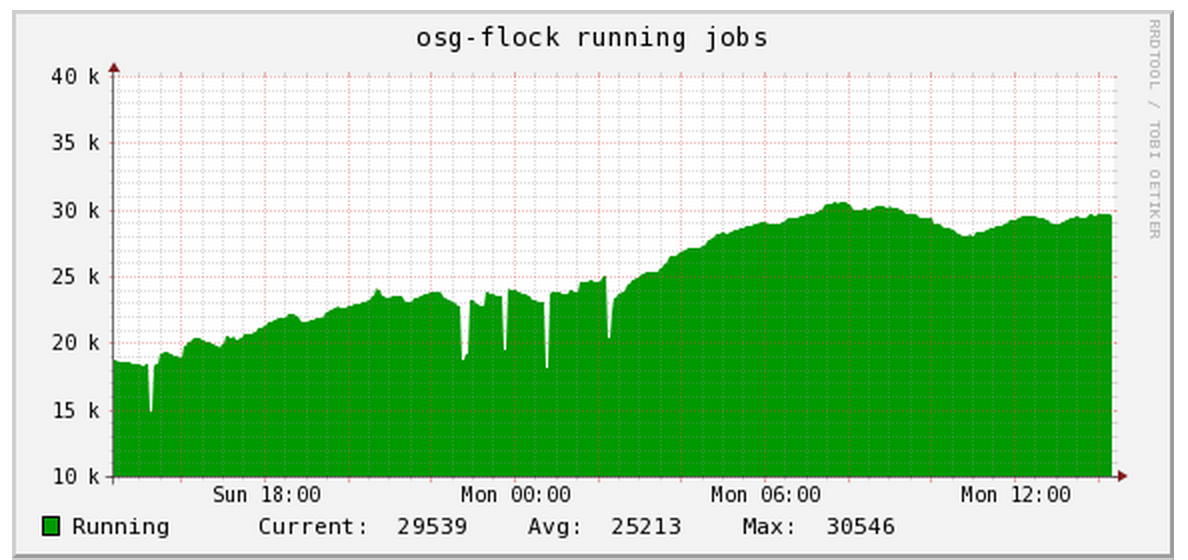 osg-flock running jobs
RRDTOOL / TOBI OETIKER
40 k
35 k
30 k
25 k
20 k
15 k
10 k
Sun 18:00 Mon 00:00 Mon 06:00 Mon 12:00
Running Current: 29539 Avg: 25213 Max: 30546